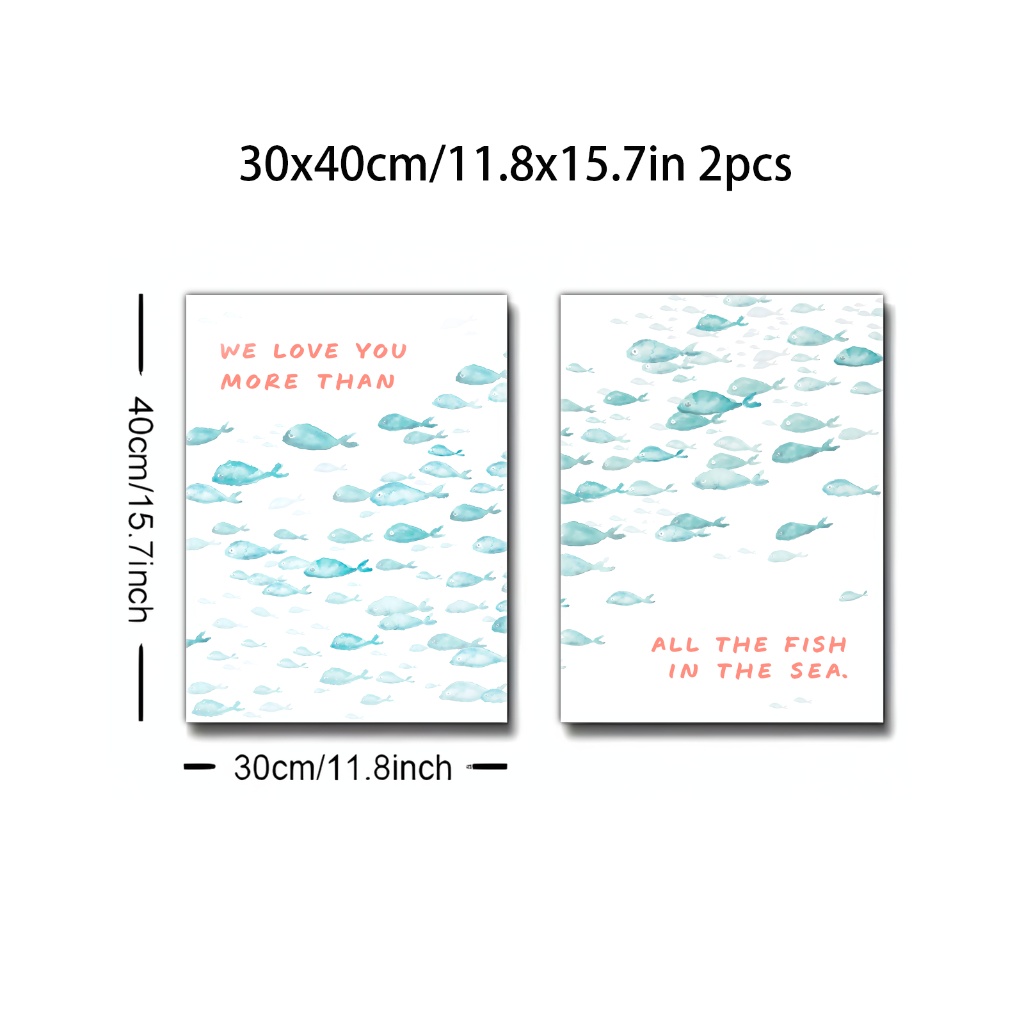 30x40cm/11.8x15.7in 2pcs
WE LOVE YOU
MORE THAN
40cm/15.7inch
ALL THE FISH
IN THE SEA.
30cm/11.8inch